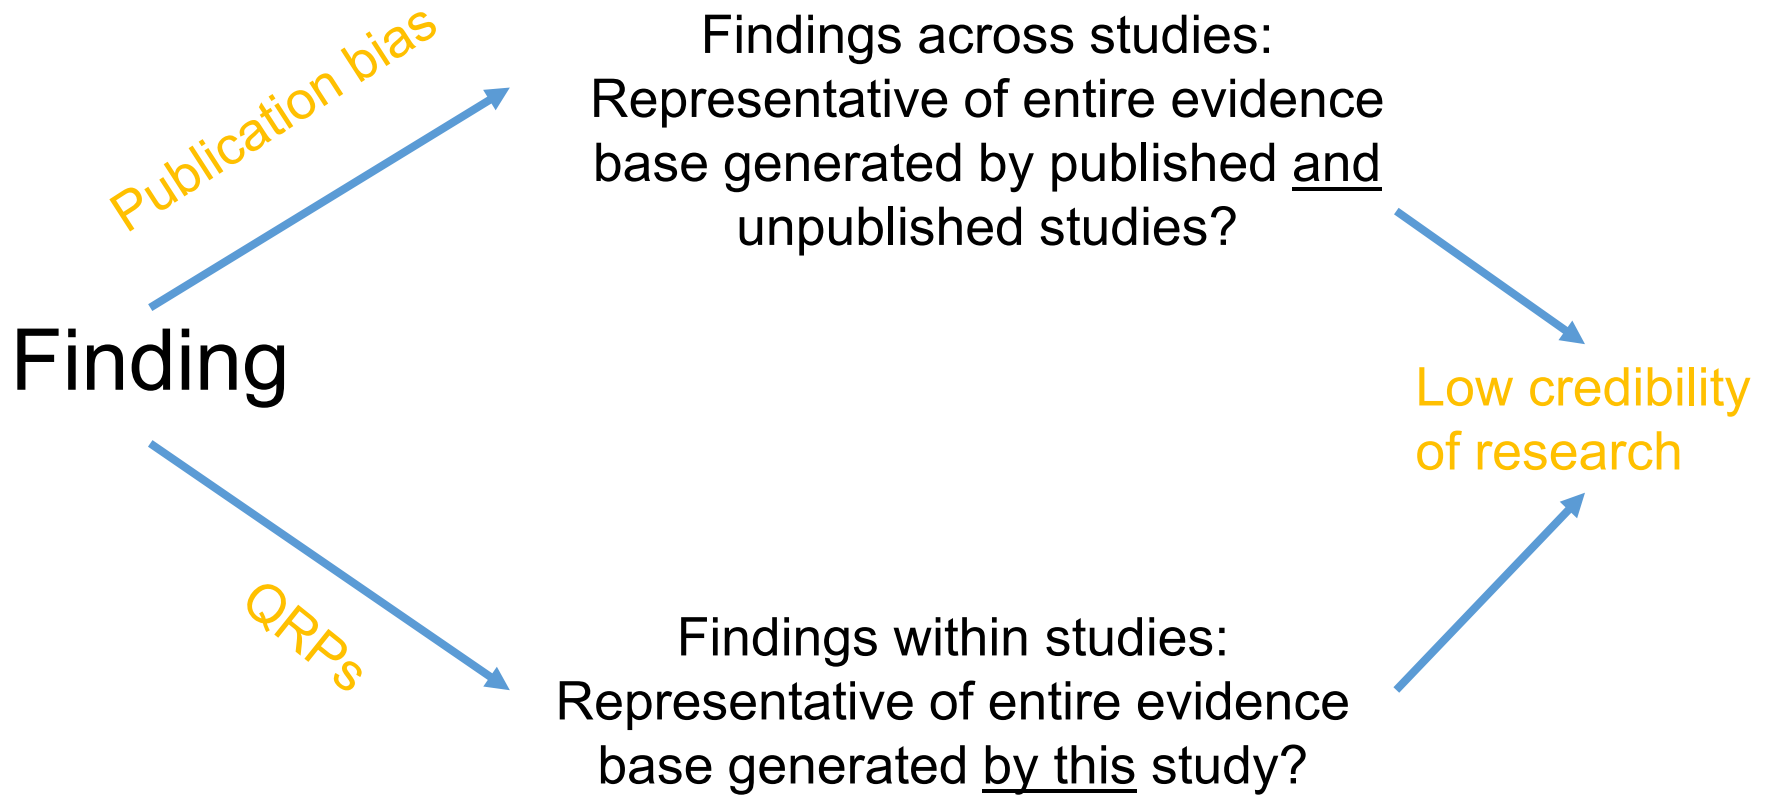 Publication bias
Findings across studies:
Representative of entire evidence
base generated by published and
unpublished studies?
Finding
Low credibility
of research
QRPs
Findings within studies:
Representative of entire evidence
base generated by this study?